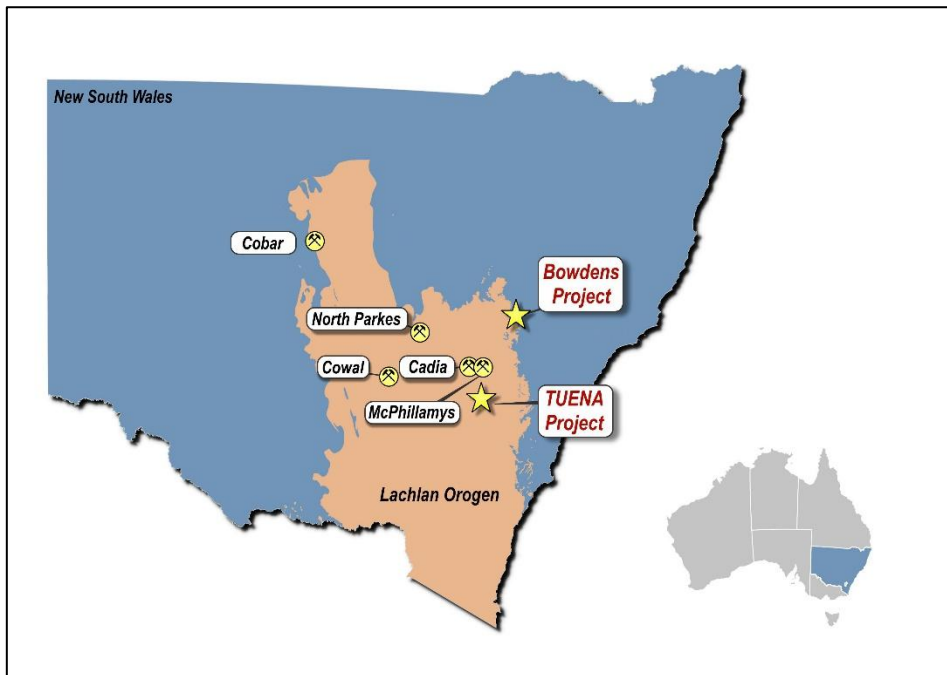 New South Wales
Cobar
Bowdens
Project
North Parkes
Cowal
Cadia
McPhillamys
TUENA
Project
Lachlan Orogen